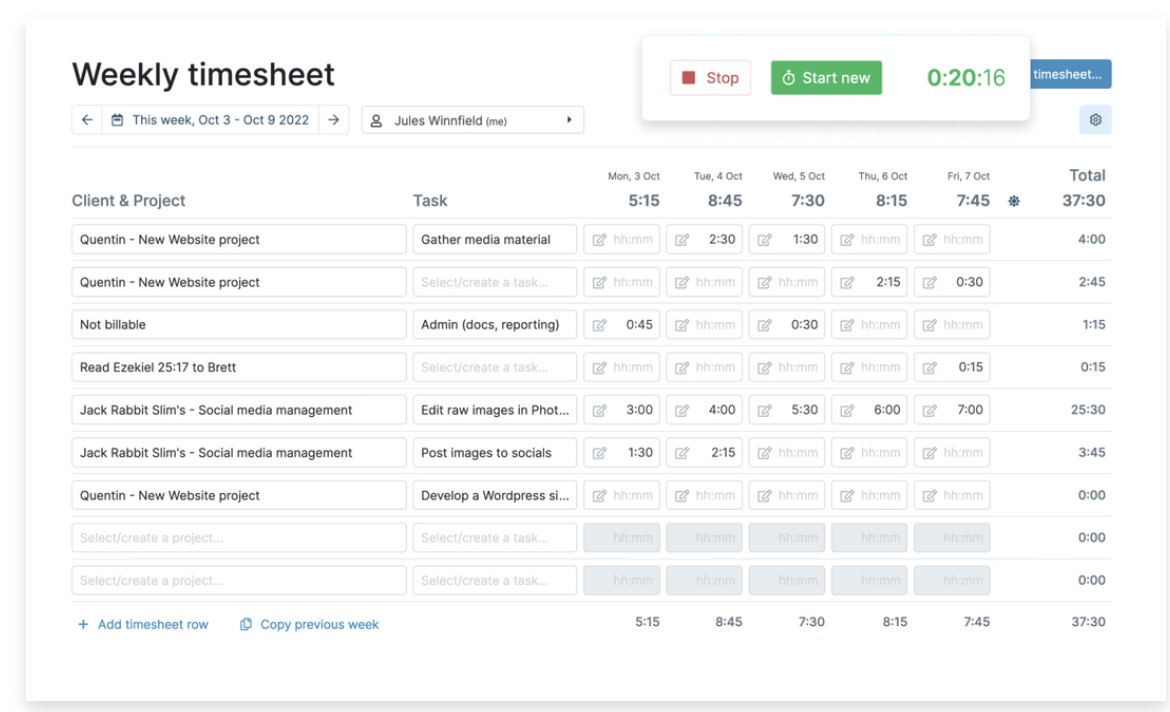 Weekly timesheet
Stop Start new 0:20:16 timesheet...
This week, Oct 3 - Oct 9 2022 Jules Winnfield (me)
Mon, 3 Oct Tue, 4 Oct Wed, 5 Oct Thu, 6 Oct Fri, 7 Oct Total
Client & Project Task 5:15 8:45 7:30 8:15 7:45 37:30
Quentin - New Website project Gather media material hh:mm 2:30 1:30 hh:mm hh:mm 4:00
Quentin - New Website project Select/create a task... hh:mm hh:mm hh:mm 2:15 0:30 2:45
Not billable Admin (docs, reporting) 0:45 hh:mm 0:30 hh:mm hh:mm 1:15
Read Ezekiel 25:17 to Brett Select/create a task... hh:mm hh:mm hh:mm hh:mm 0:15 0:15
Jack Rabbit Slim's - Social media management Edit raw images in Phot... 3:00 4:00 5:30 6:00 7:00 25:30
Jack Rabbit Slim's - Social media management Post images to socials 1:30 2:15 hh:mm hh:mm hh:mm 3:45
Quentin - New Website project Develop a Wordpress si... hh:mm hh:mm hh:mm hh:mm hh:mm 0:00
Select/create a project... Select/create a task... hh:mm hh:mm hh:mm hh:mm hh:mm 0:00
Select/create a project... Select/create a task... hh:mm hh:mm hh:mm hh:mm hh:mm 0:00
+ Add timesheet row Copy previous week 5:15 8:45 7:30 8:15 7:45 37:30